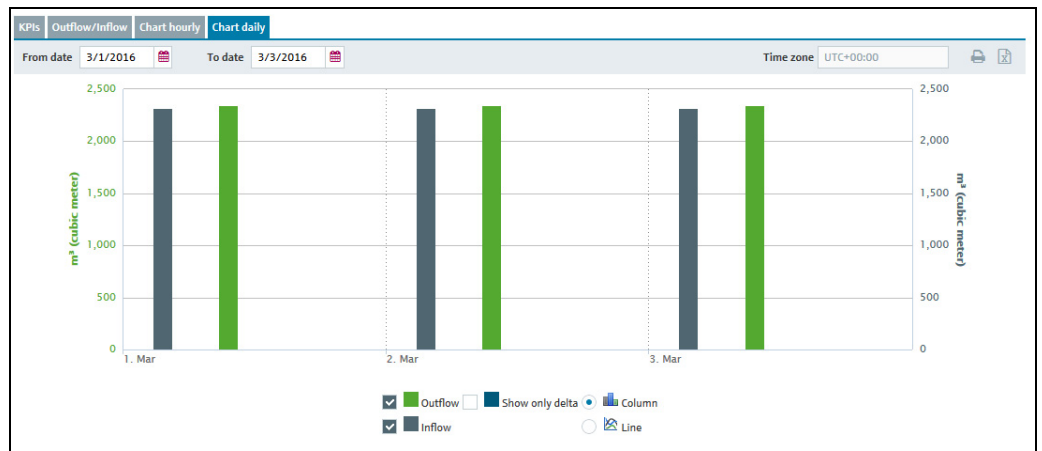 KPIs Outflow/Inflow Chart hourly Chart daily
From date 3/1/2016 To date 3/3/2016 Time zone UTC+00:00
2,500 2,500
2,000 2,000
1,500 1,500
1,000 1,000
500 500
0 0
m³ (cubic meter)
m³ (cubic meter)
1. Mar 2. Mar 3. Mar
Outflow Show only delta Column
Inflow Line